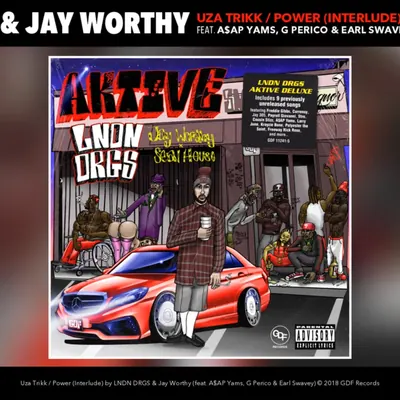 & JAY WORTHY
UZA TRIKK / POWER (INTERLUDE)
FEAT. A$AP YAMS, G PERICO & EARL SWAVE
AKTIVE
LNDN
DRGS
Jay Worthy
Sean House
LNDN DRGS
AKTIVE DELUXE
Includes 9 previously
unreleased songs
GDF
PARENTAL
ADVISORY
EXPLICIT LYRICS
Uza Trikk / Power (Interlude) by LNDN DRGS & Jay Worthy (feat. A$AP Yams, G Perico & Earl Swavey) © 2018 GDF Records